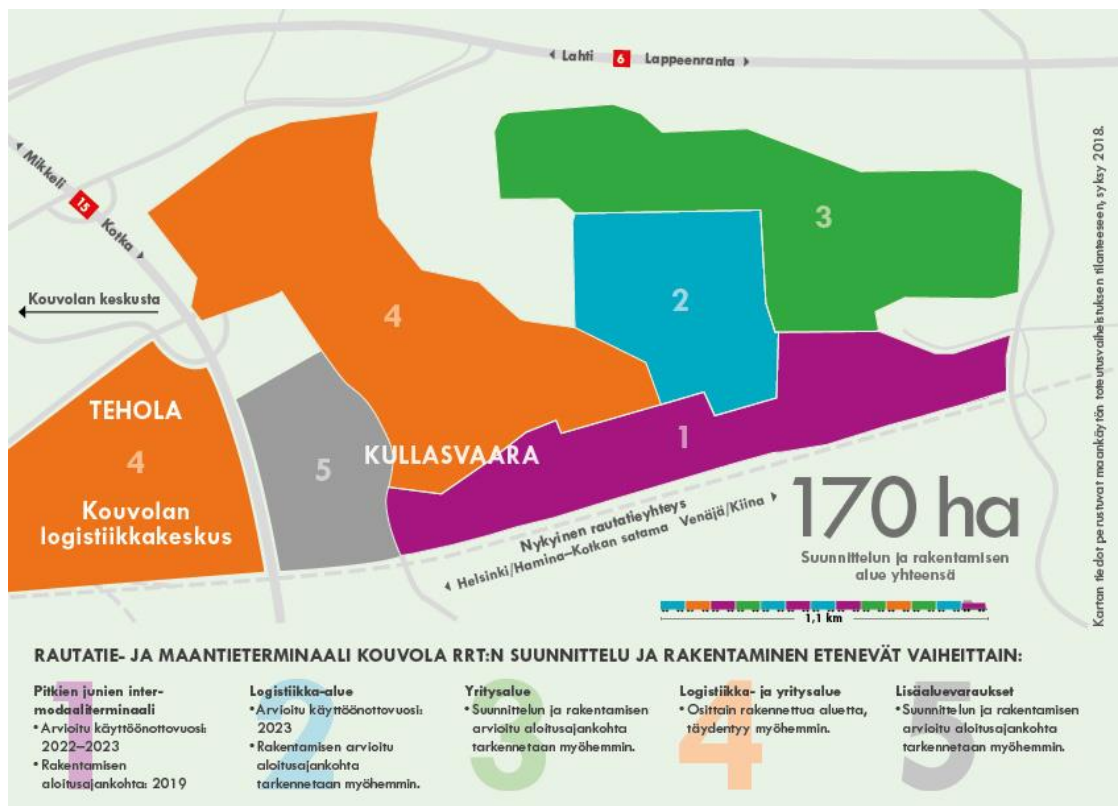 Lahti 6 Lappeenranta
Mikkeli 15 Kotka
Kouvolan keskusta
3
2
4
TEHOLA
4
Kouvolan
logistiikkakeskus
5
KULLASVAARA
1
Nykyinen rautatieyhteys
Helsinki/Hamina–Kotkan satama Venäjä/Kiina
170 ha
Suunnittelun ja rakentamisen
alue yhteensä
1,1 km
Kartan tiedot perustuvat maankäytön toteutusvaiheistuksen tilanteeseen, syksy 2018.
RAUTATIE- JA MAANTIETERMINAALI KOUVOLA RRT:N SUUNNITTELU JA RAKENTAMINEN ETENEVÄT VAIHEITTAIN:
1
Pitkien junien inter-
modaaliterminaali
• Arvioitu käyttöönottovuosi:
2022–2023
• Rakentamisen
aloitusajankohta: 2019
2
Logistiikka-alue
• Arvioitu käyttöönottovuosi:
2023
• Rakentamisen arvioitu
aloitusajankohta
tarkennetaan myöhemmin.
3
Yritysalue
• Suunnittelun ja rakentamisen
arvioitu aloitusajankohta
tarkennetaan myöhemmin.
4
Logistiikka- ja yritysalue
• Osittain rakennettua aluetta,
täydentyy myöhemmin.
5
Lisäaluevaraukset
• Suunnittelun ja rakentamisen
arvioitu aloitusajankohta
tarkennetaan myöhemmin.